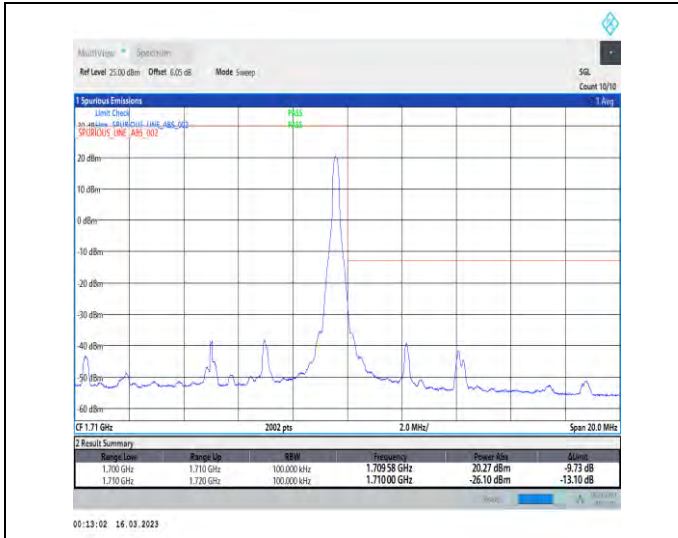 MultiView Spectrum
Ref Level 25.00 dBm Offset 6.05 dB Mode Sweep SGL
Count 10/10
1 Spurious Emissions 1 Avg
Limit Check PASS
Line SPURIOUS_LINE_ABS_002 PASS
SPURIOUS_LINE_ABS_002
20 dBm
10 dBm
0 dBm
-10 dBm
-20 dBm
-30 dBm
-40 dBm
-50 dBm
-60 dBm
CF 1.71 GHz 2002 pts 2.0 MHz/ Span 20.0 MHz
2 Result Summary
Range Low Range Up RBW Frequency Power Abs ΔLimit
1.700 GHz 1.710 GHz 100.000 kHz 1.70958 GHz 20.27 dBm -9.73 dB
1.710 GHz 1.720 GHz 100.000 kHz 1.71000 GHz -26.10 dBm -13.10 dB
00:13:02 16.03.2023